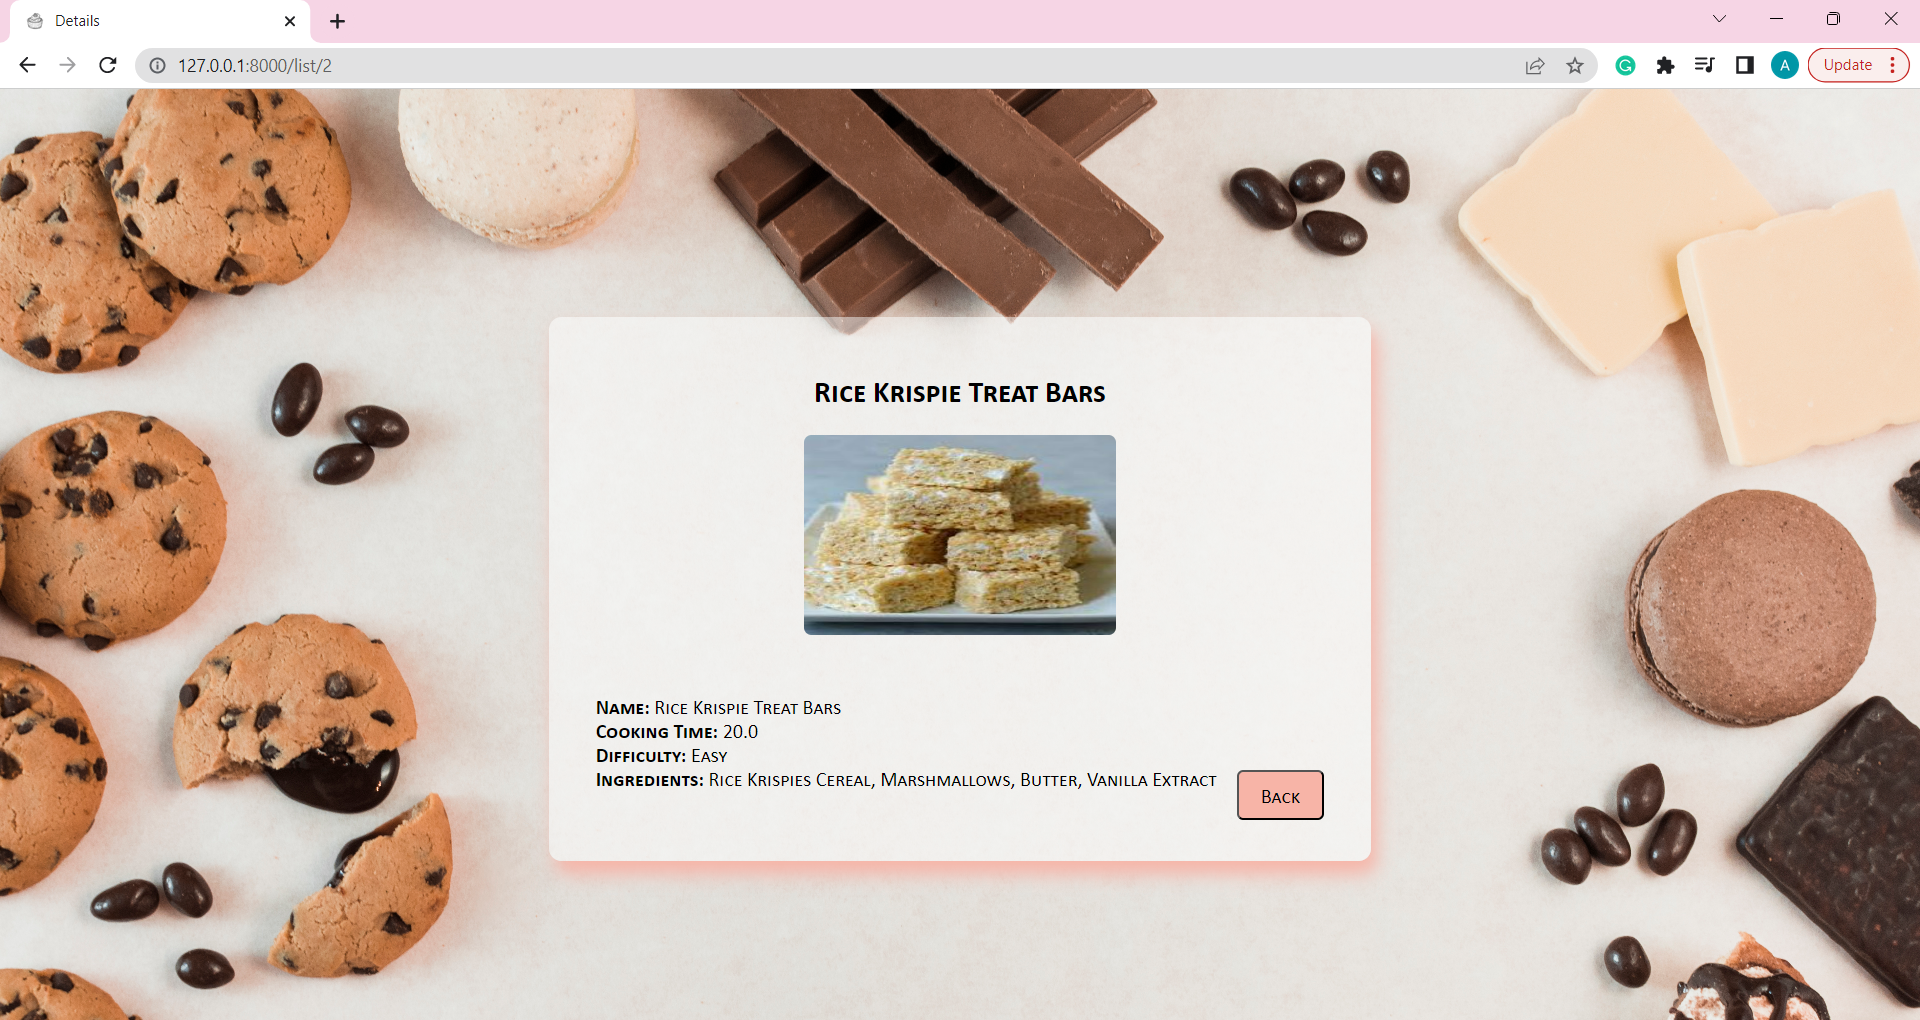 Details
127.0.0.1:8000/list/2
A
Update
Rice Krispie Treat Bars
Name: Rice Krispie Treat Bars
Cooking Time: 20.0
Difficulty: Easy
Ingredients: Rice Krispies Cereal, Marshmallows, Butter, Vanilla Extract
Back